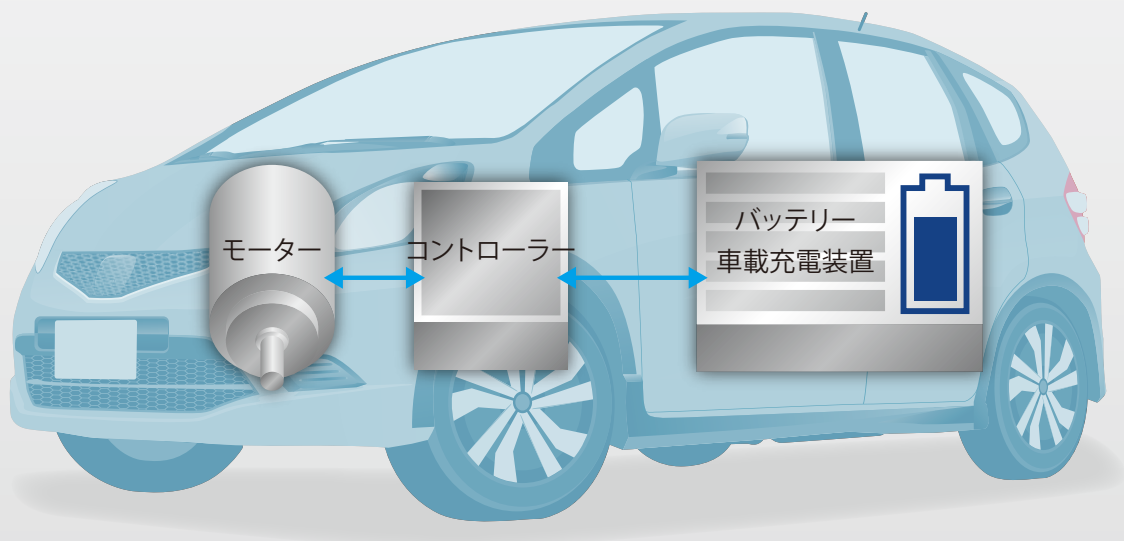 モーター
コントローラー
バッテリー
車載充電装置